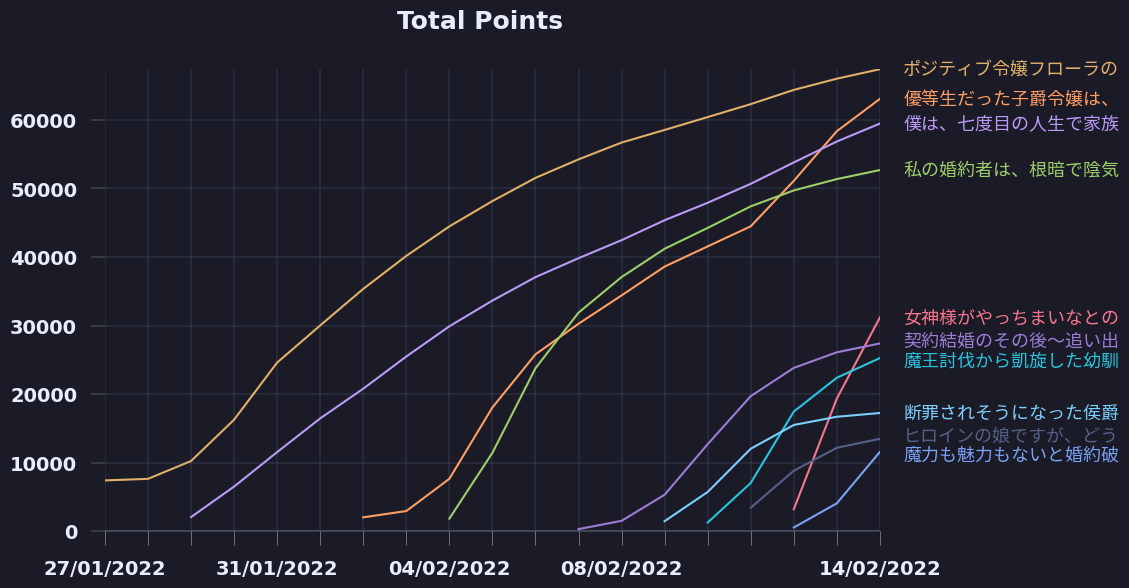 Total Points
ポジティブ令嬢フローラの
優等生だった子爵令嬢は、
60000
僕は、七度目の人生で家族
50000
私の婚約者は、根暗で陰気
40000
30000
女神様がやっちまいなとの
契約結婚のその後～追い出
魔王討伐から凱旋した幼馴
20000
断罪されそうになった侯爵
ヒロインの娘ですが、どう
10000
魔力も魅力もないと婚約破
0
27/01/2022 31/01/2022 04/02/2022 08/02/2022 14/02/2022